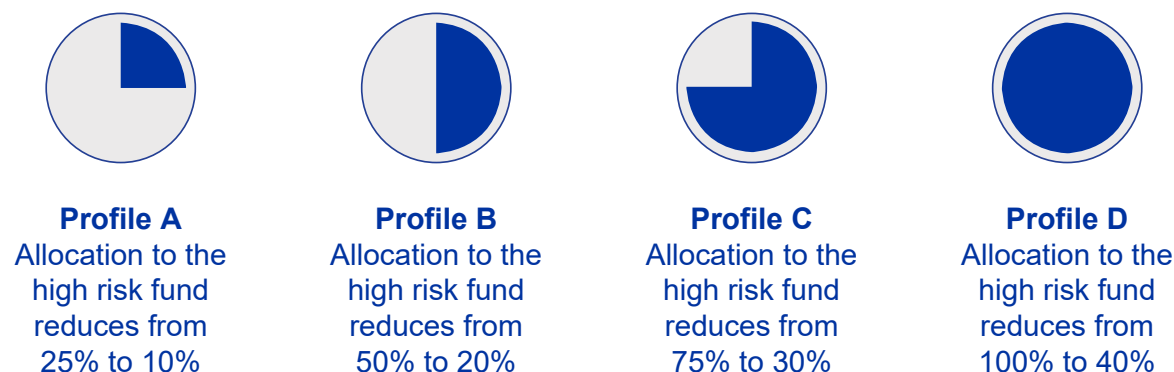 Profile A
Allocation to the
high risk fund
reduces from
25% to 10%
Profile B
Allocation to the
high risk fund
reduces from
50% to 20%
Profile C
Allocation to the
high risk fund
reduces from
75% to 30%
Profile D
Allocation to the
high risk fund
reduces from
100% to 40%